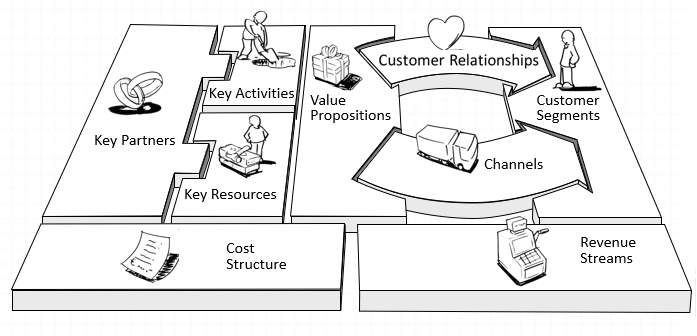 Key Partners
Key Activities
Key Resources
Value
Propositions
Customer Relationships
Channels
Customer
Segments
Cost
Structure
Revenue
Streams